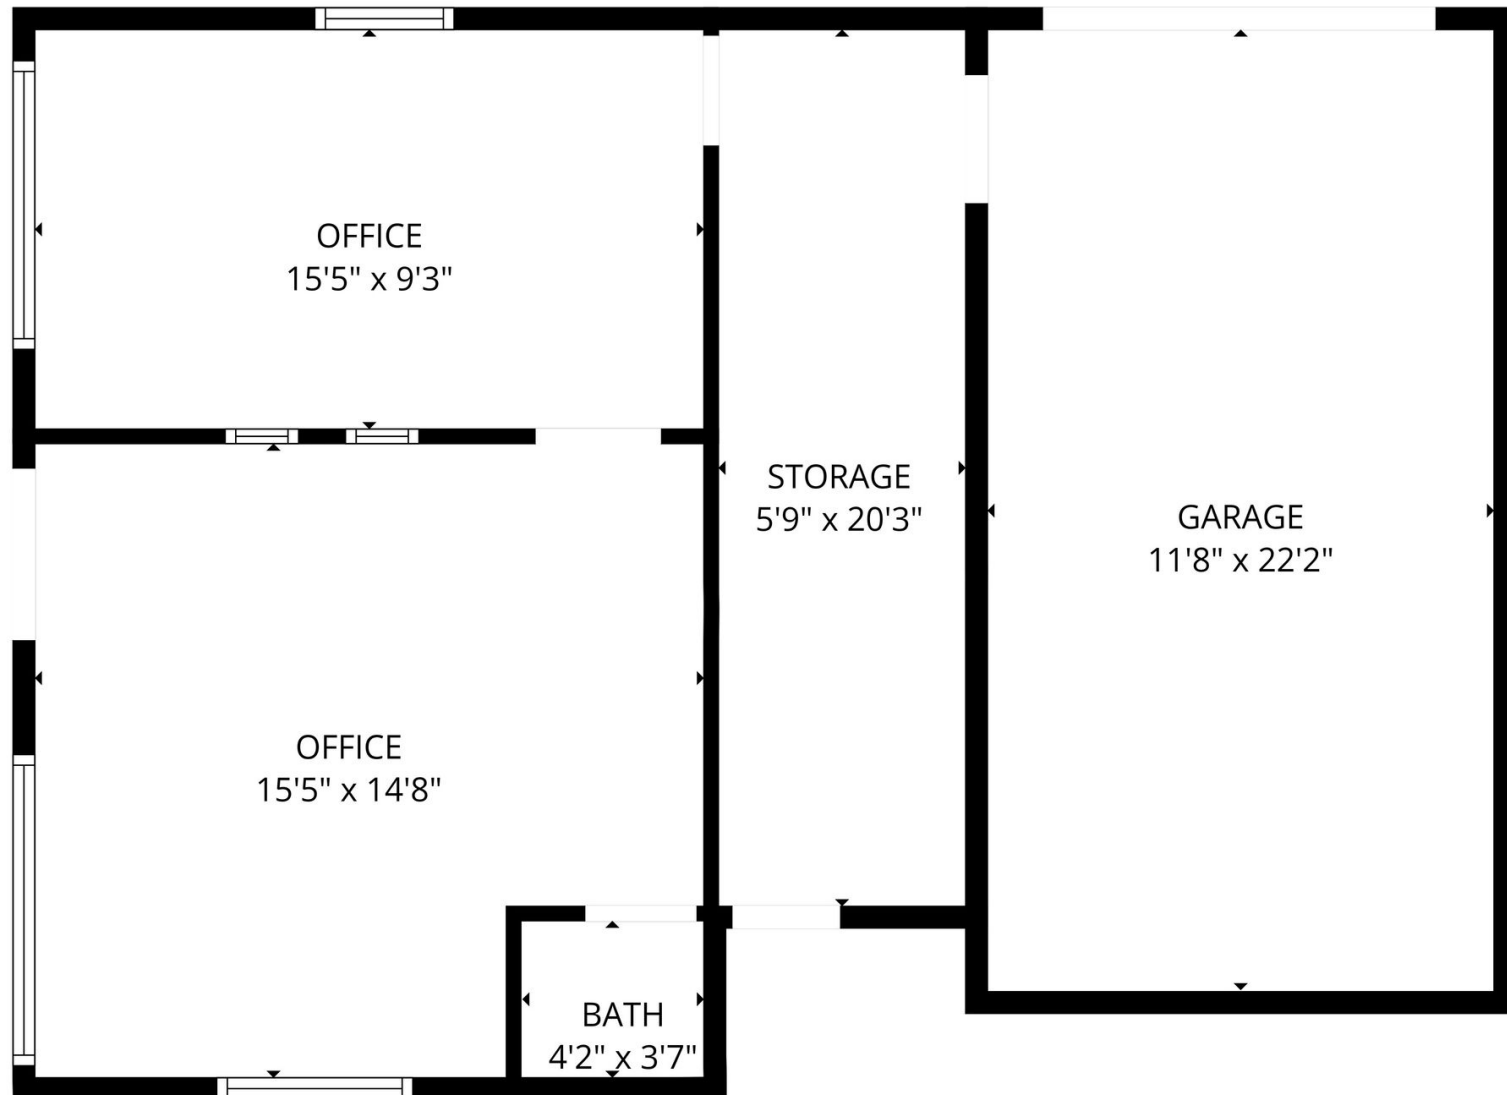 OFFICE
15'5" x 9'3"
STORAGE
5'9" x 20'3"
GARAGE
11'8" x 22'2"
OFFICE
15'5" x 14'8"
BATH
4'2" x 3'7"